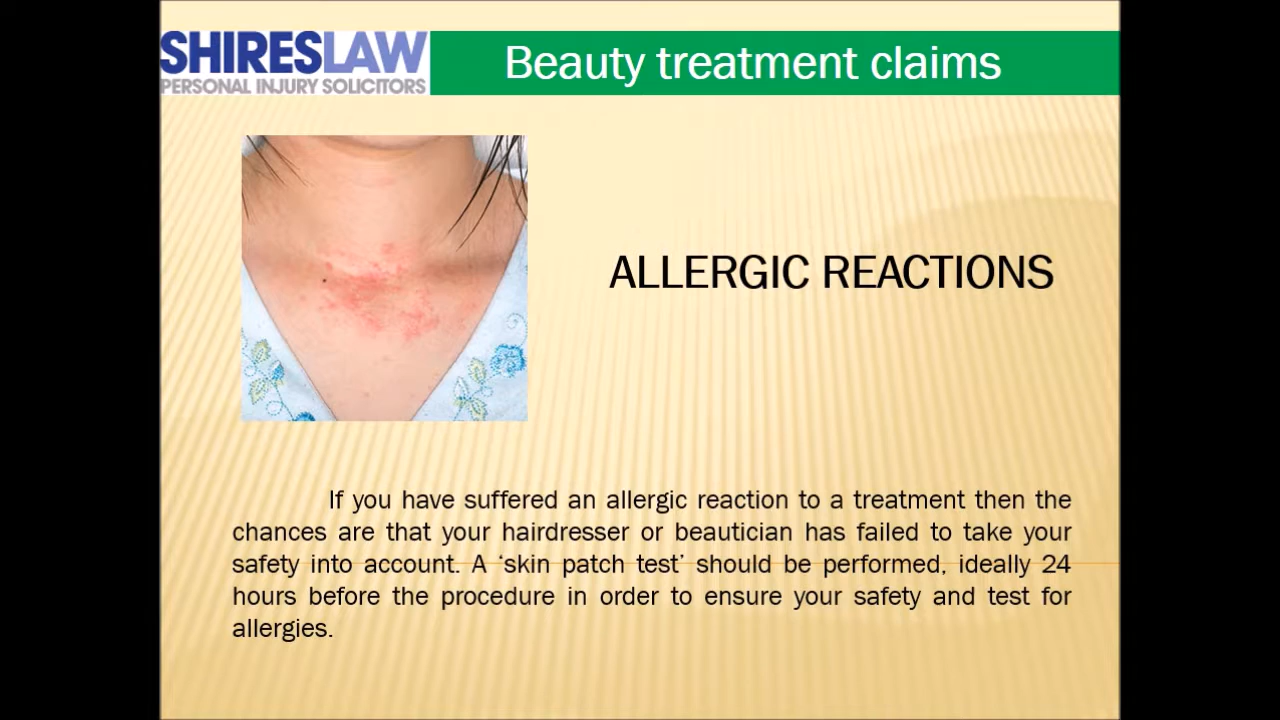 SHIRESLAW
PERSONAL INJURY SOLICITORS
Beauty treatment claims
ALLERGIC REACTIONS
If you have suffered an allergic reaction to a treatment then the
chances are that your hairdresser or beautician has failed to take your
safety into account. A ‘skin patch test’ should be performed, ideally 24
hours before the procedure in order to ensure your safety and test for
allergies.